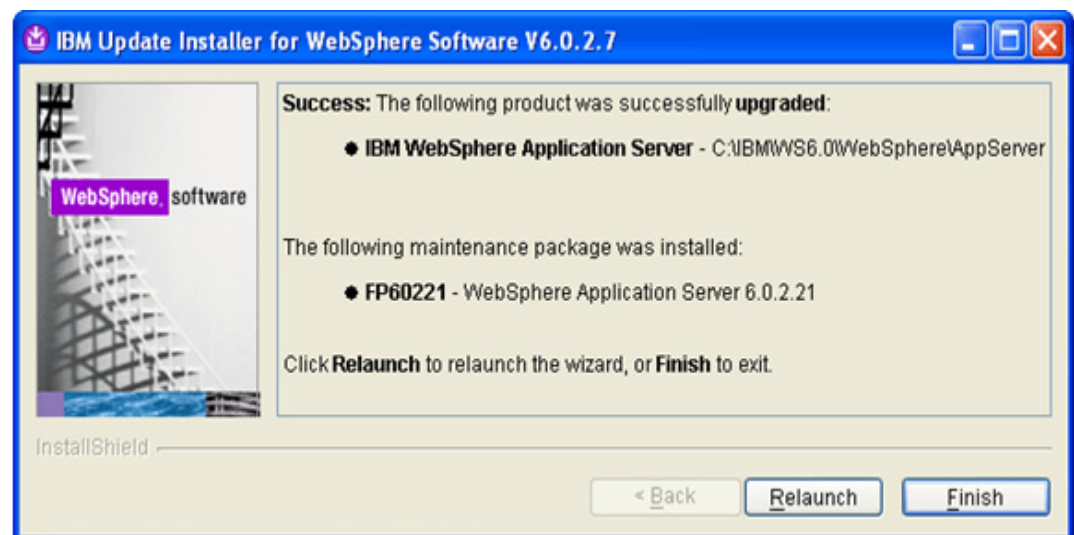 IBM Update Installer for WebSphere Software V6.0.2.7
Success: The following product was successfully upgraded:
● IBM WebSphere Application Server - C:\IBM\WS6.0\WebSphere\AppServer
WebSphere. software
The following maintenance package was installed:
● FP60221 - WebSphere Application Server 6.0.2.21
Click Relaunch to relaunch the wizard, or Finish to exit.
InstallShield
< Back
Relaunch
Finish